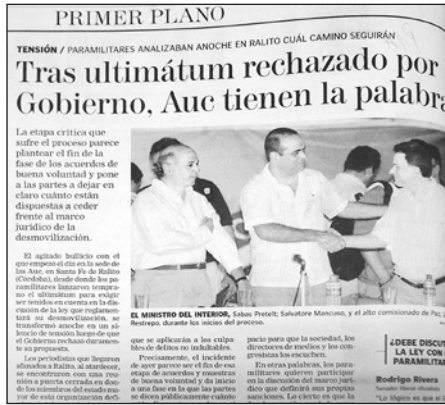 PRIMER PLANO
TENSIÓN / PARAMILITARES ANALIZABAN ANOCHE EN RALITO CUÁL CAMINO SEGUIRÁN
Tras ultimátum rechazado por
Gobierno, Auc tienen la palabra
La etapa crítica que
sufre el proceso parece
plantear el fin de la
fase de los acuerdos de
buena voluntad y pone
a las partes a dejar en
claro cuánto están
dispuestas a ceder
frente al marco
jurídico de la
desmovilización.
El agitado bullicio con el
que empezó el día en la sede de
las Auc, en Santa Fe de Ralito
(Córdoba), desde donde los pa-
ramilitares lanzaron tempra-
no el ultimátum para exigir
ser tenidos en cuenta en la dis-
cusión de la ley que reglamen-
tará su desmovilización, se
transformó anoche en un si-
lencio de tensión luego de que
el Gobierno rechazó duramen-
te su propuesta.
Los periodistas que llegaron
afanados a Ralito, al atardecer,
se encontraron con una reu-
nión a puerta cerrada en don-
de los miembros del estado ma-
yor de esta organización defi-
EL MINISTRO DEL INTERIOR, Sabas Pretelt; Salvatore Mancuso, y el alto comisionado de Paz,
Restrepo, durante los inicios del proceso.
que se aplicarán a los culpa-
bles de delitos no indultables.
Precisamente, el incidente
de ayer parece ser el fin de esa
etapa de acuerdos y muestras
de buena voluntad y da inicio
a una fase en la que las partes
se dicen públicamente cuánto
pacio para que la sociedad, los
directores de medios y los con-
gresistas los escuchen.
En otras palabras, los para-
militares quieren participar
en la discusión del marco jurí-
dico que definirá sus propias
sanciones. Lo cierto es que la
¿DEBE DISCU
LA LEY CON
PARAMILITA
Rodrigo River
Senador liberal
"Lo lógico es que